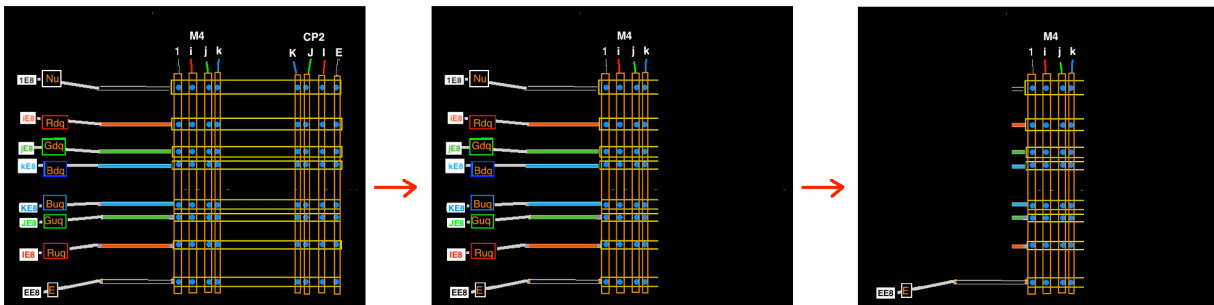 M4 CP2
1 i j k K J I E
1E8 Nu
iE8 Rdq
jE8 Gdq
kE8 Bdq
KE8 Buq
JE8 Guq
IE8 Ruq
EE8 E
M4
1 i j k
1E8 Nu
iE8 Rdq
jE8 Gdq
kE8 Bdq
KE8 Buq
JE8 Guq
IE8 Ruq
EE8 E
M4
1 i j k
EE8 E